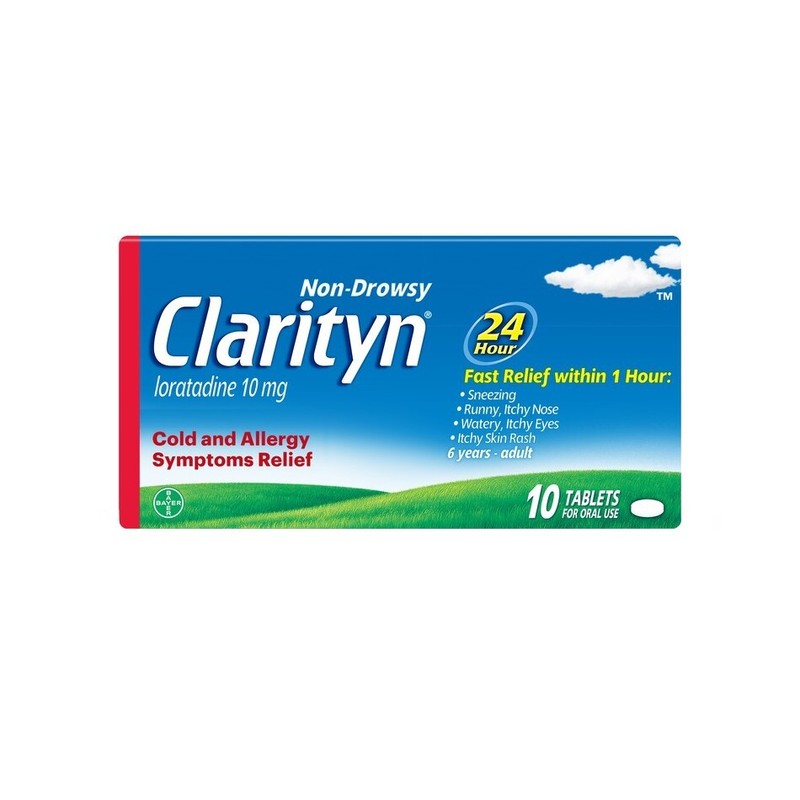 Non-Drowsy
Clarityn®
loratadine 10 mg
Cold and Allergy
Symptoms Relief
BAYER
BAYER
24
Hour
TM
Fast Relief within 1 Hour:
• Sneezing
• Runny, Itchy Nose
• Watery, Itchy Eyes
• Itchy Skin Rash
6 years - adult
10 TABLETS
FOR ORAL USE